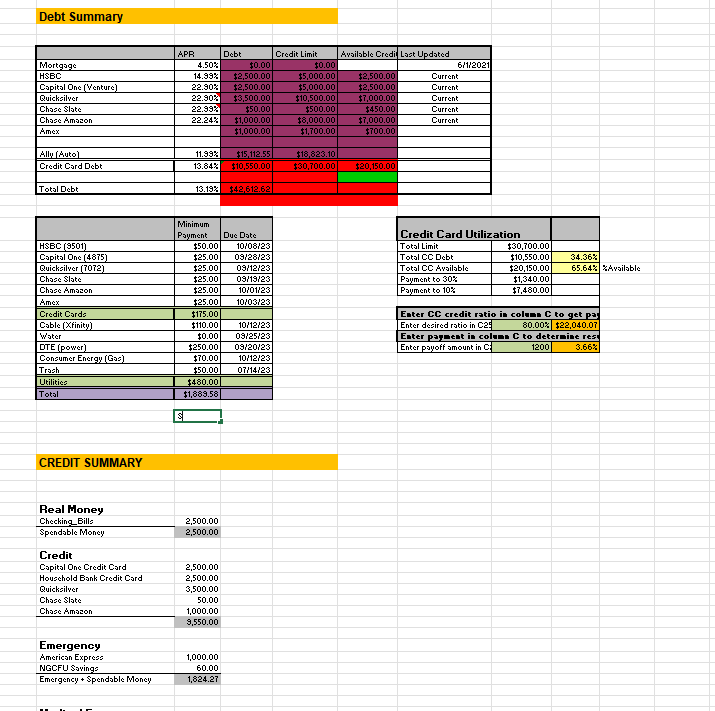 Debt Summary
APR Debt Credit Limit Available Credit Last Updated
Mortgage 4.50% $0.00 $0.00 6/1/2021
HSBC 14.99% $2,500.00 $5,000.00 $2,500.00 Current
Capital One (Venture) 22.90% $2,500.00 $5,000.00 $2,500.00 Current
Quicksilver 22.90% $3,500.00 $10,500.00 $7,000.00 Current
Chase Slate 22.99% $50.00 $500.00 $450.00 Current
Chase Amazon 22.24% $1,000.00 $8,000.00 $7,000.00 Current
Amex $1,000.00 $1,700.00 $700.00
Ally (Auto) 11.99% $15,112.55 $18,823.10
Credit Card Debt 13.84% $10,550.00 $30,700.00 $20,150.00
Total Debt 13.19% $42,612.62
Minimum
Payment Due Date
HSBC (9501) $50.00 10/08/23
Capital One (4875) $25.00 09/28/23
Quicksilver (7072) $25.00 09/12/23
Chase Slate $25.00 09/19/23
Chase Amazon $25.00 10/01/23
Amex $25.00 10/03/23
Credit Cards $175.00
Cable (Xfinity) $110.00 10/12/23
Water $0.00 09/25/23
DTE (power) $250.00 09/20/23
Consumer Energy (Gas) $70.00 10/12/23
Trash $50.00 07/14/23
Utilities $480.00
Total $1,889.58
S
Credit Card Utilization
Total Limit $30,700.00
Total CC Debt $10,550.00 34.36%
Total CC Available $20,150.00 65.64% %Available
Payment to 30% $1,340.00
Payment to 10% $7,480.00
Enter CC credit ratio in column C to get pay
Enter desired ratio in C25 80.00% $22,040.07
Enter payment in column C to determine resu
Enter payoff amount in C2 1200 3.66%
CREDIT SUMMARY
Real Money
Checking_Bills 2,500.00
Spendable Money 2,500.00
Credit
Capital One Credit Card 2,500.00
Household Bank Credit Card 2,500.00
Quicksilver 3,500.00
Chase Slate 50.00
Chase Amazon 1,000.00
9,550.00
Emergency
American Express 1,000.00
NGCFU Savings 60.00
Emergency + Spendable Money 1,824.27